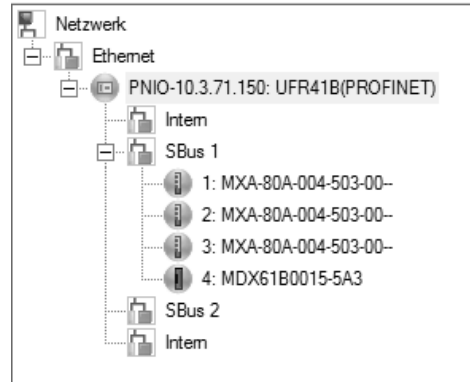 Netzwerk
Ethernet
PNIO-10.3.71.150: UFR41B(PROFINET)
Intern
SBus 1
1: MXA-80A-004-503-00--
2: MXA-80A-004-503-00--
3: MXA-80A-004-503-00--
4: MDX61B0015-5A3
SBus 2
Intern